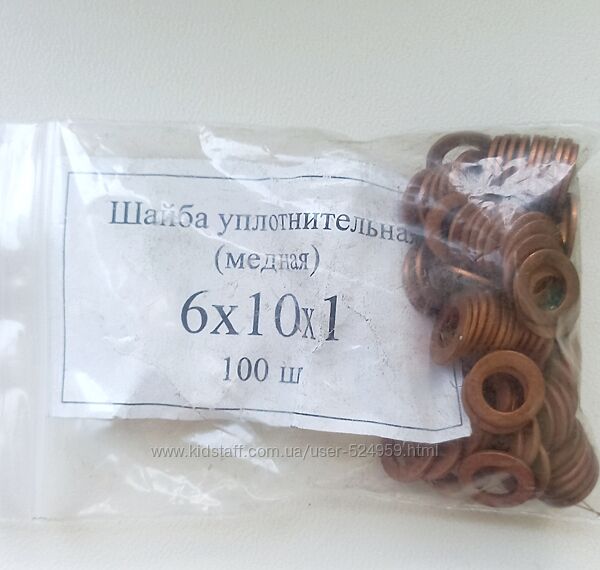 Шайба уплотнительная
(медная)
6х10х1
100 ш
www.kidstaff.com.ua/user-524959.html